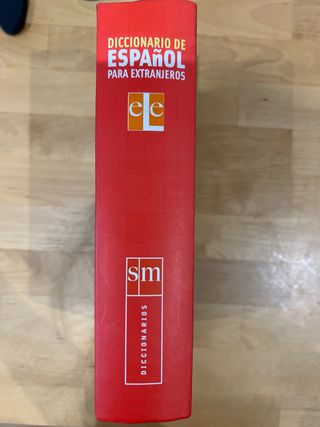 DICCIONARIO DE
ESPAñOL
PARA EXTRANJEROS
eLe
sm
DICCIONARIOS